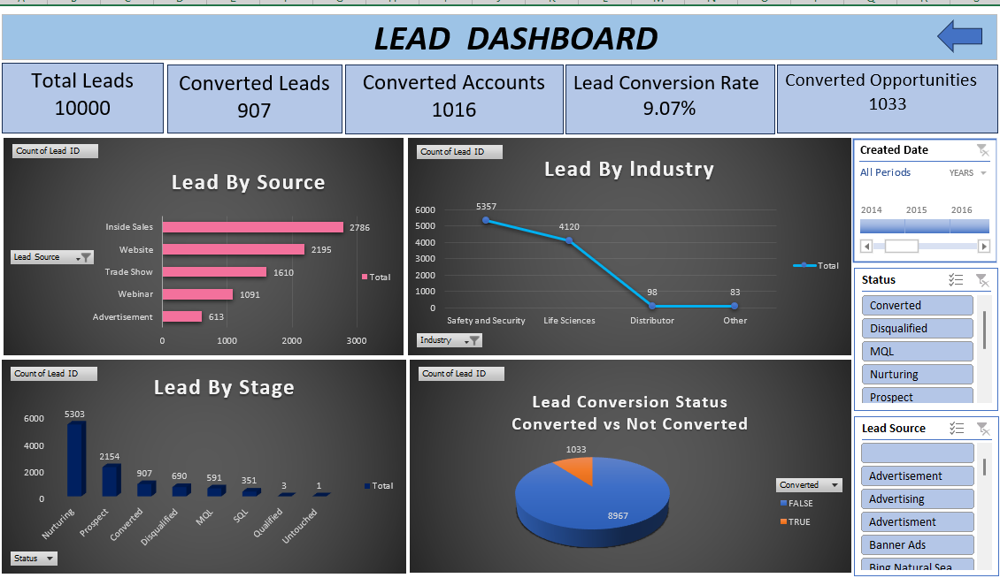 LEAD DASHBOARD
Total Leads
10000
Converted Leads
907
Converted Accounts
1016
Lead Conversion Rate
9.07%
Converted Opportunities
1033
Count of Lead ID
Lead By Source
Lead Source
Inside Sales 2786
Website 2195
Trade Show 1610
Webinar 1091
Advertisement 613
0 1000 2000 3000
Total
Count of Lead ID
Lead By Industry
6000
5000
4000
3000
2000
1000
0
5357
4120
98
83
Safety and Security Life Sciences Distributor Other
Total
Industry
Created Date
All Periods YEARS
2014 2015 2016
Status
Converted
Disqualified
MQL
Nurturing
Prospect
Count of Lead ID
Lead By Stage
6000
4000
2000
0
5303
2154
907
690
591
351
3
1
Nurturing
Prospect
Converted
Disqualified
MQL
SQL
Qualified
Untouched
Total
Status
Count of Lead ID
Lead Conversion Status
Converted vs Not Converted
1033
8967
Converted
FALSE
TRUE
Lead Source
Advertisement
Advertising
Advertisment
Banner Ads
Bing Natural Sea